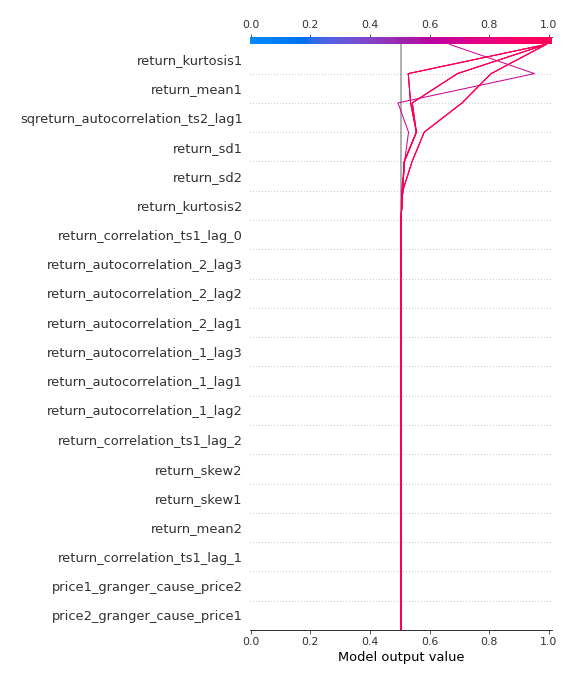 0.0 0.2 0.4 0.6 0.8 1.0
return_kurtosis1
return_mean1
sqreturn_autocorrelation_ts2_lag1
return_sd1
return_sd2
return_kurtosis2
return_correlation_ts1_lag_0
return_autocorrelation_2_lag3
return_autocorrelation_2_lag2
return_autocorrelation_2_lag1
return_autocorrelation_1_lag3
return_autocorrelation_1_lag1
return_autocorrelation_1_lag2
return_correlation_ts1_lag_2
return_skew2
return_skew1
return_mean2
return_correlation_ts1_lag_1
price1_granger_cause_price2
price2_granger_cause_price1
0.0 0.2 0.4 0.6 0.8 1.0
Model output value